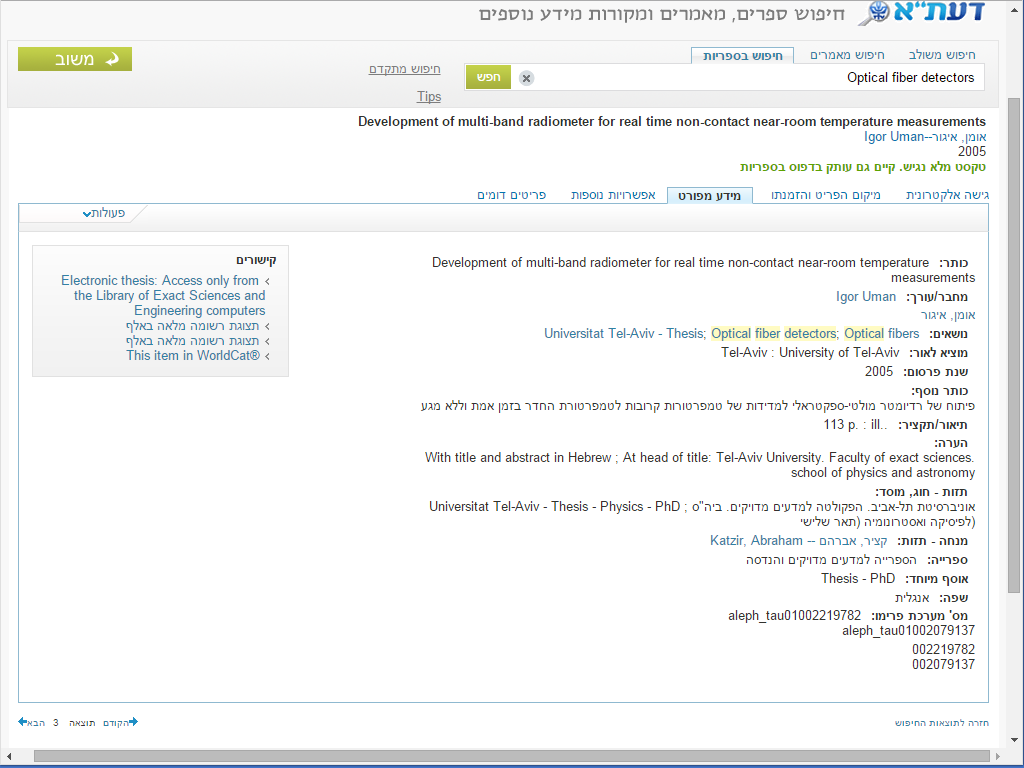 דעת"א חיפוש ספרים, מאמרים ומקורות מידע נוספים
חיפוש משולב חיפוש מאמרים חיפוש בספריות
משוב
Optical fiber detectors
חפש
חיפוש מתקדם
Tips
Development of multi-band radiometer for real time non-contact near-room temperature measurements
אומן, איגור--Igor Uman
2005
טקסט מלא נגיש. קיים גם עותק בדפוס בספריות
גישה אלקטרונית מיקום הפריט והזמנתו מידע מפורט אפשרויות נוספות פריטים דומים
פעולות
כותר: Development of multi-band radiometer for real time non-contact near-room temperature
measurements
מחבר/עורך: Igor Uman
אומן, איגור
נושאים: Universitat Tel-Aviv - Thesis; Optical fiber detectors; Optical fibers
מוציא לאור: Tel-Aviv : University of Tel-Aviv
שנת פרסום: 2005
כותר נוסף:
פיתוח של רדיומטר מולטי-ספקטראלי למדידות של טמפרטורות קרובות לטמפרטורת החדר בזמן אמת וללא מגע
תיאור/תקציר: 113 p. : ill..
הערה:
With title and abstract in Hebrew ; At head of title: Tel-Aviv University. Faculty of exact sciences.
school of physics and astronomy
תזות - חוג, מוסד:
אוניברסיטת תל-אביב. הפקולטה למדעים מדויקים. ביה"ס ; Universitat Tel-Aviv - Thesis - Physics - PhD
לפיסיקה ואסטרונומיה (תאר שלישי)
מנחה - תזות: קציר, אברהם -- Katzir, Abraham
ספרייה: הספרייה למדעים מדויקים והנדסה
אוסף מיוחד: Thesis - PhD
שפה: אנגלית
מס' מערכת פרימו: aleph_tau01002219782
aleph_tau01002079137
002219782
002079137
קישורים
› Electronic thesis: Access only from
the Library of Exact Sciences and
Engineering computers
› תצוגת רשומה מלאה באלף
› תצוגת רשומה מלאה באלף
› This item in WorldCat®
חזרה לתוצאות החיפוש
הקודם תוצאה 3 הבא